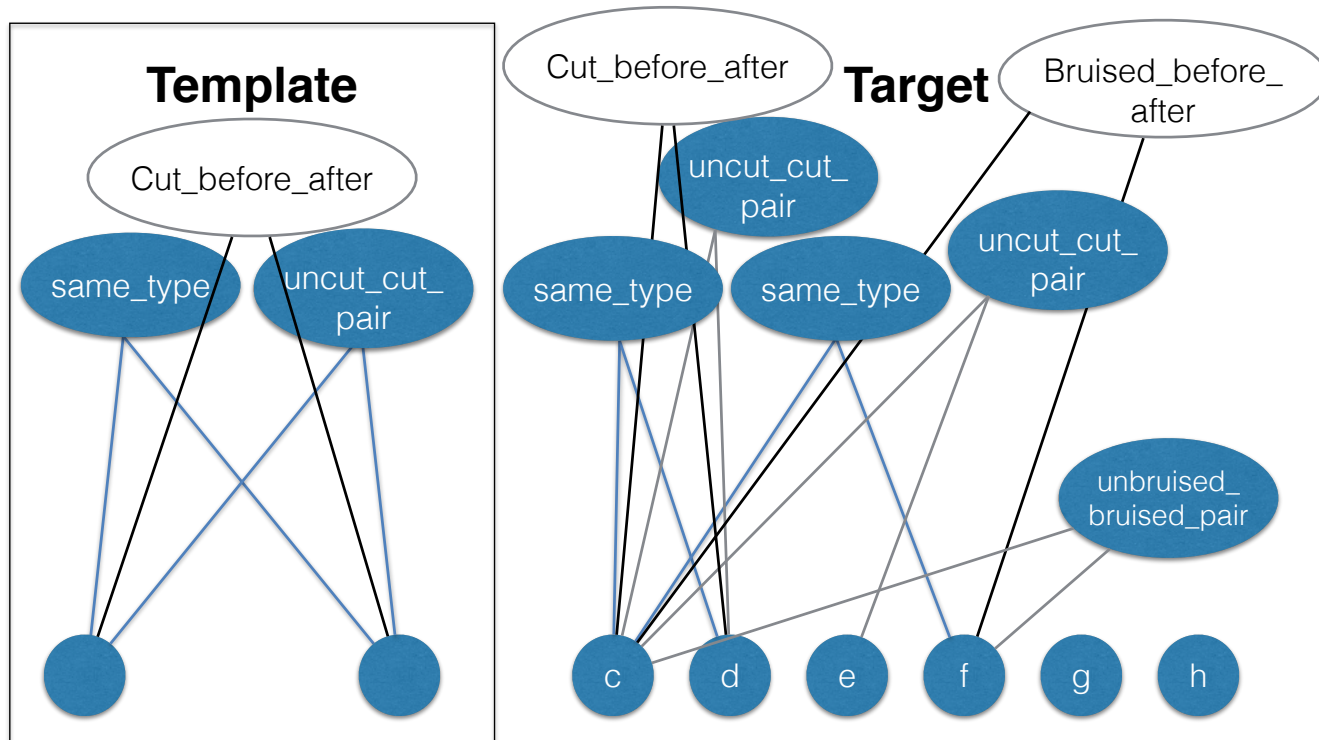 Template
Cut_before_after
same_type
uncut_cut_
pair
Target
Cut_before_after
Bruised_before_
after
uncut_cut_
pair
uncut_cut_
pair
same_type
same_type
unbruised_
bruised_pair
c
d
e
f
g
h